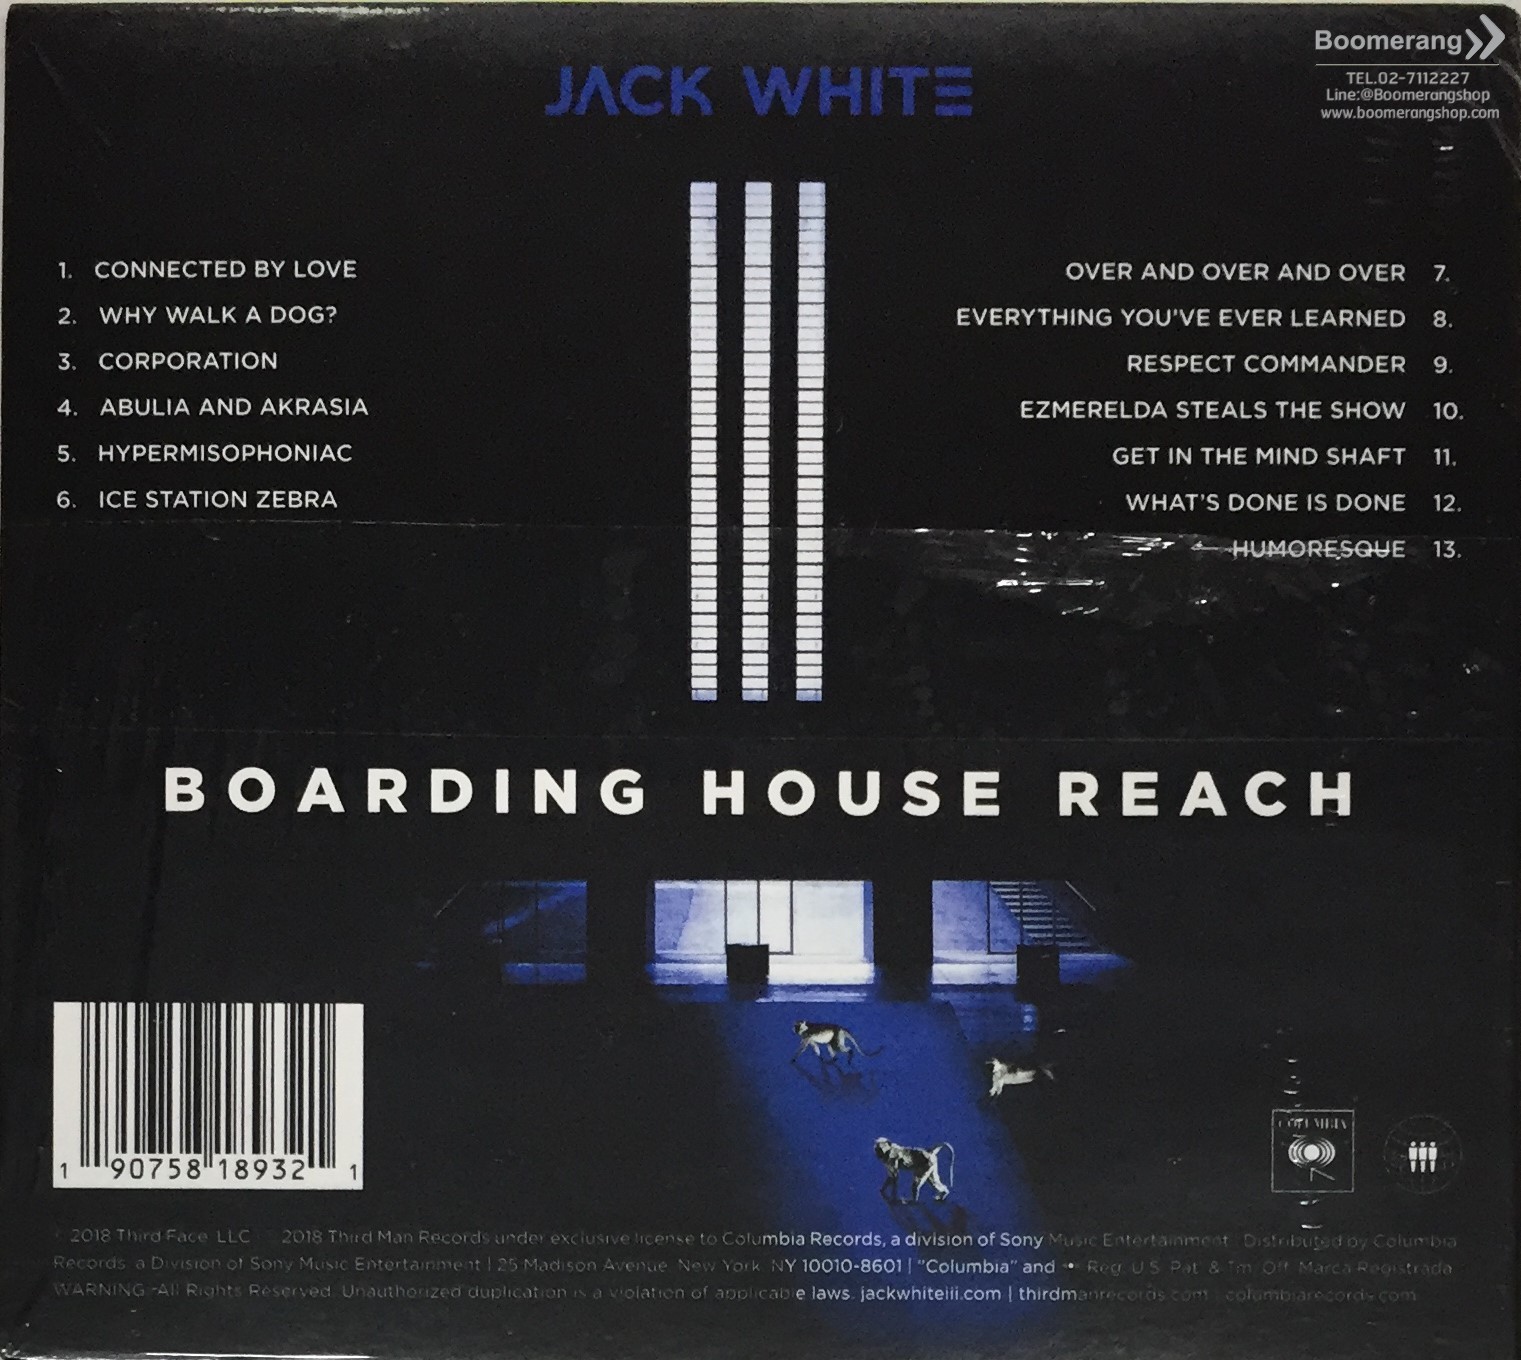 Boomerang
TEL.02-7112227
Line:@Boomerangshop
www.boomerangshop.com
JACK WHITE
1. CONNECTED BY LOVE
2. WHY WALK A DOG?
3. CORPORATION
4. ABULIA AND AKRASIA
5. HYPERMISOPHONIAC
6. ICE STATION ZEBRA
OVER AND OVER AND OVER 7.
EVERYTHING YOU'VE EVER LEARNED 8.
RESPECT COMMANDER 9.
EZMERELDA STEALS THE SHOW 10.
GET IN THE MIND SHAFT 11.
WHAT'S DONE IS DONE 12.
HUMORESQUE 13.
BOARDING HOUSE REACH
1 90758 18932 1
COLUMBIA
2018 Third Face LLC 2018 Third Man Records under exclusive license to Columbia Records, a division of Sony Music Entertainment Distributed by Columbia
Records, a Division of Sony Music Entertainment | 25 Madison Avenue, New York, NY 10010-8601 | "Columbia" and Reg. U.S. Pat. & Tm. Off. Marca Registrada
WARNING: All Rights Reserved. Unauthorized duplication is a violation of applicable laws. jackwhiteiii.com | thirdmanrecords.com | columbiarecords.com